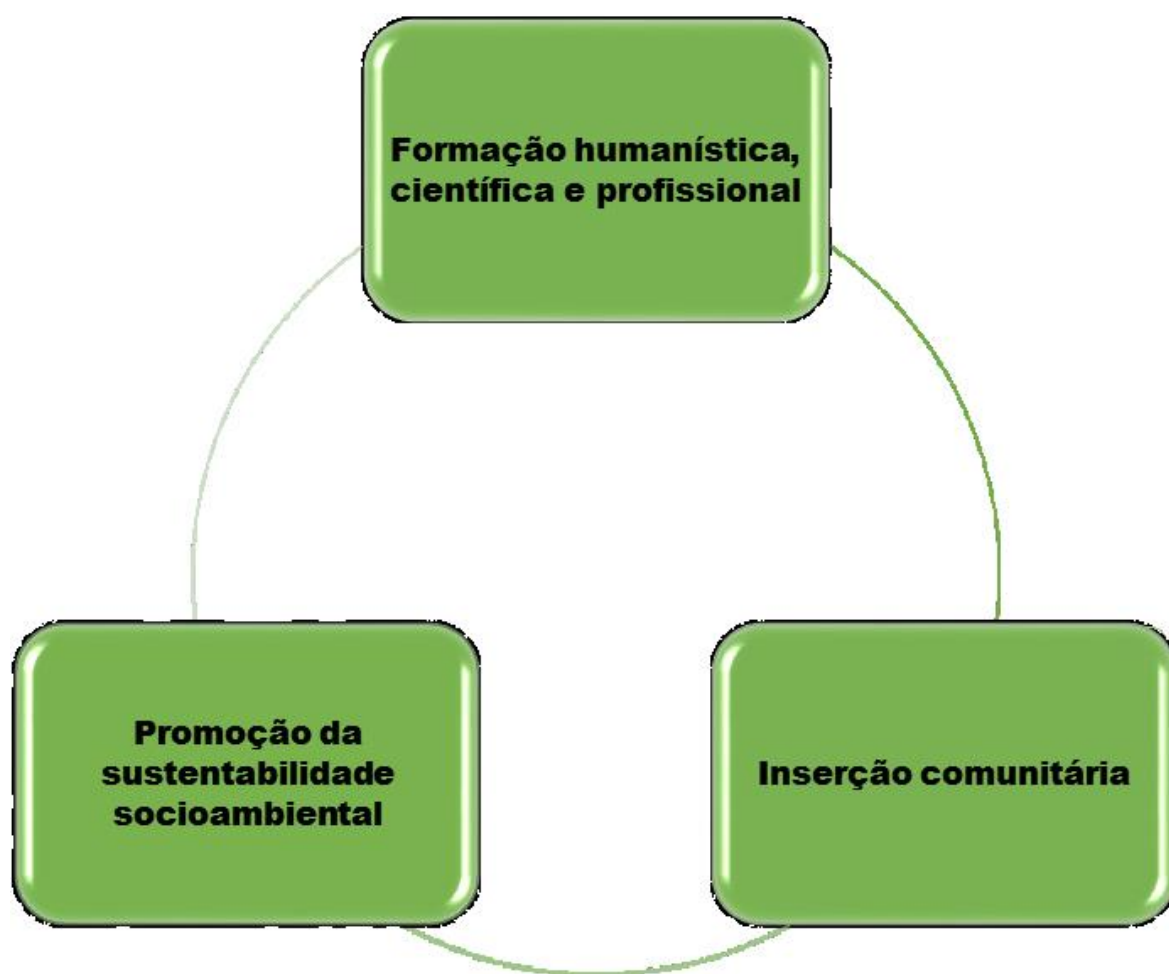 Formação humanística,
científica e profissional
Promoção da
sustentabilidade
socioambiental
Inserção comunitária